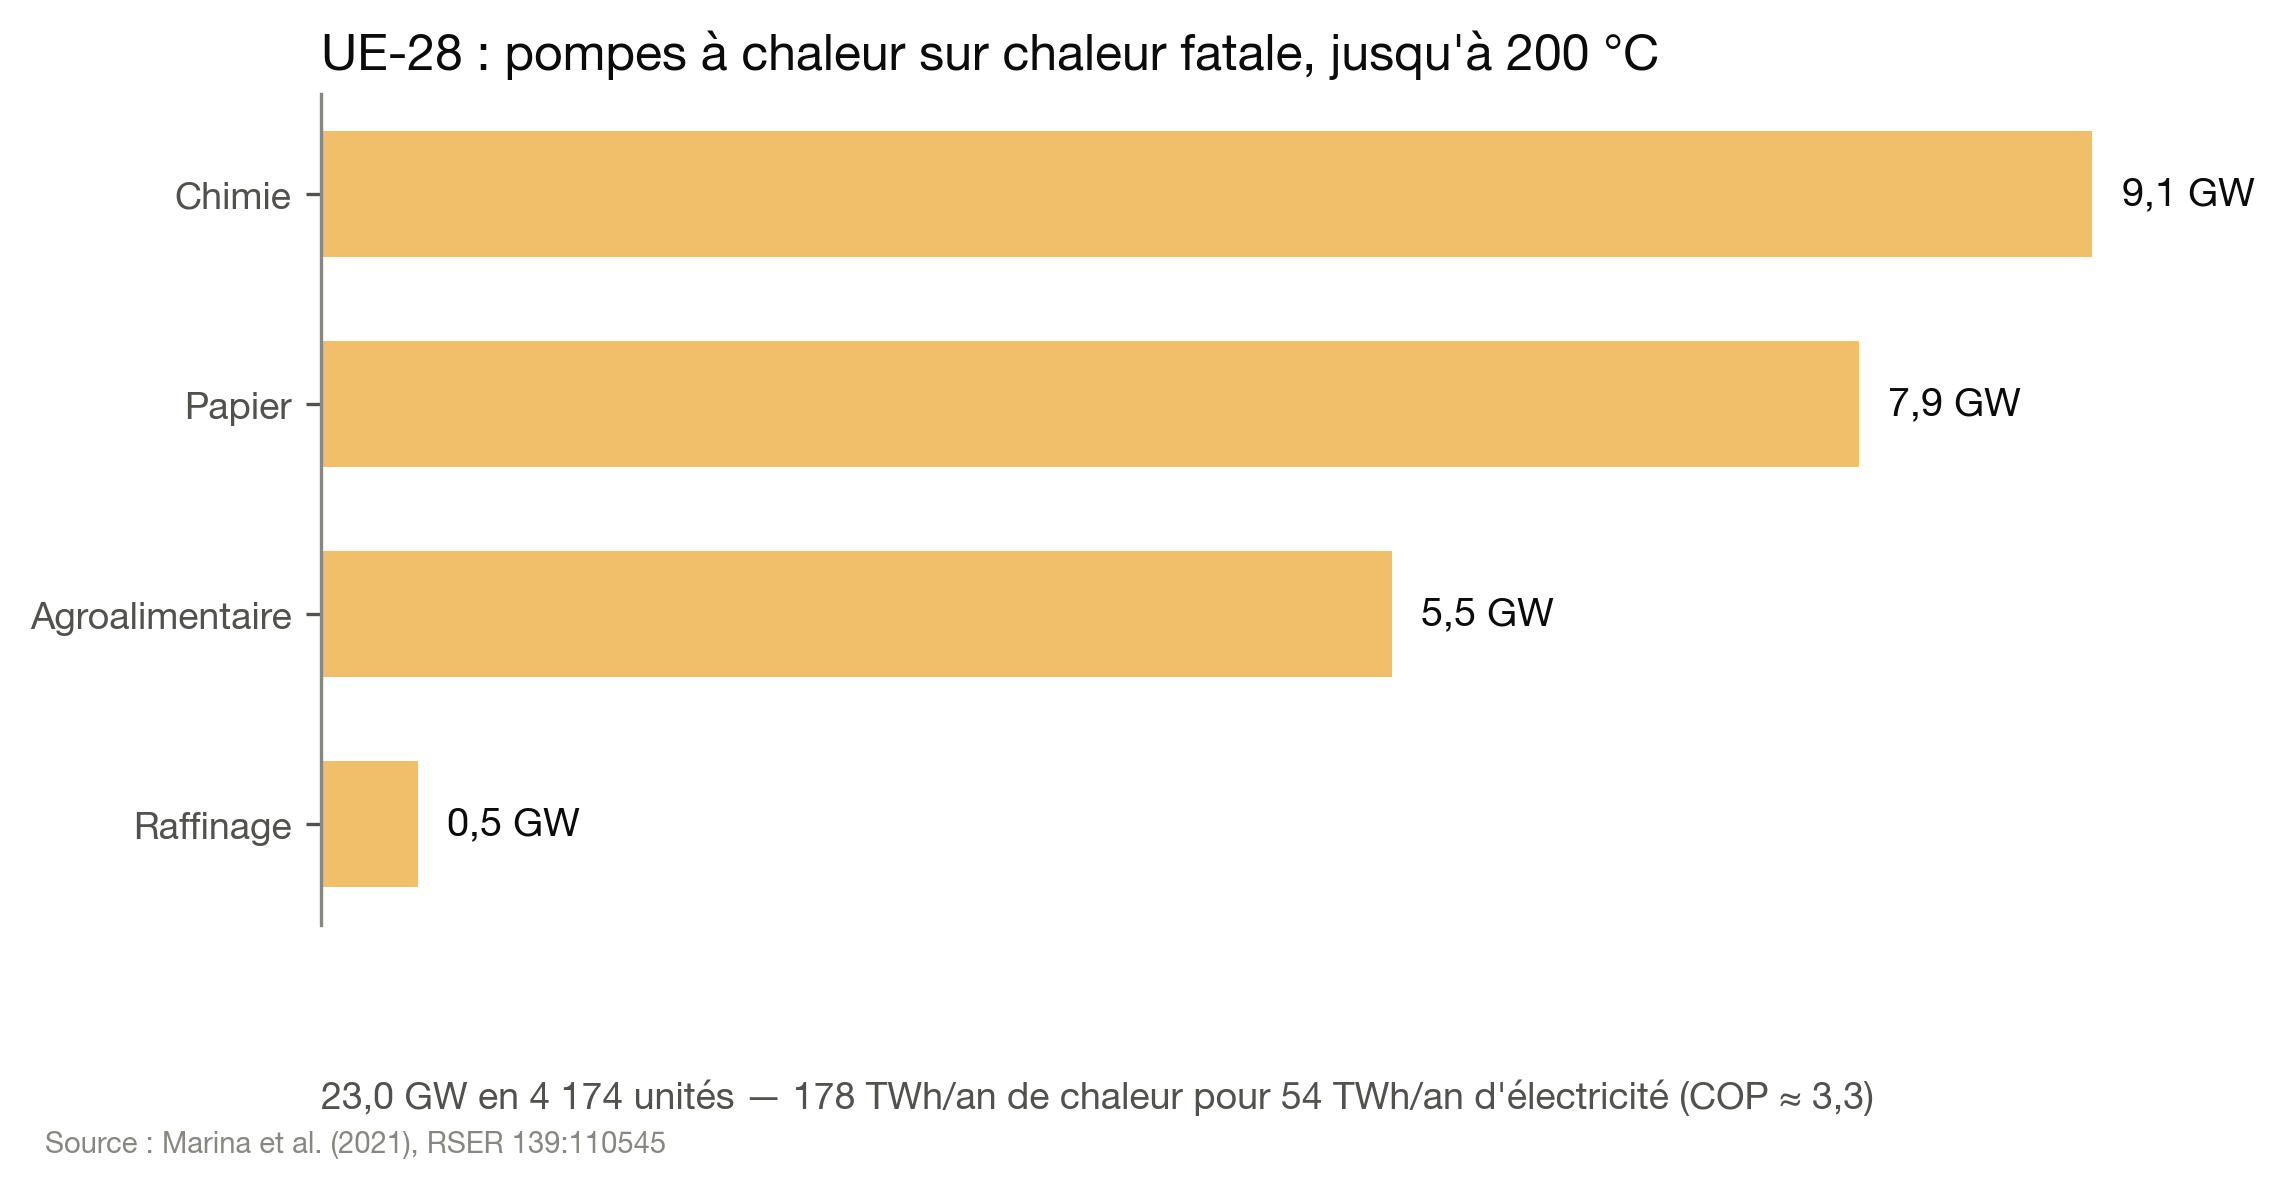 UE-28 : pompes à chaleur sur chaleur fatale, jusqu'à 200 °C
Chimie
9,1 GW
Papier
7,9 GW
Agroalimentaire
5,5 GW
Raffinage
0,5 GW
23,0 GW en 4 174 unités — 178 TWh/an de chaleur pour 54 TWh/an d'électricité (COP ≈ 3,3)
Source : Marina et al. (2021), RSER 139:110545